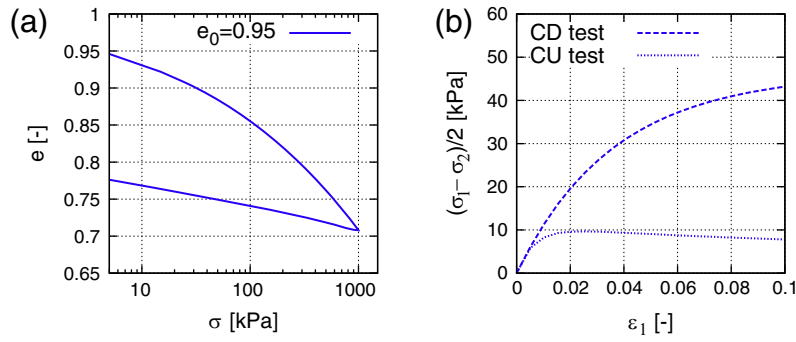 (a)
e₀=0.95
1
0.95
0.9
0.85
0.8
0.75
0.7
0.65
e [-]
10
100
1000
σ [kPa]
(b)
CD test
CU test
60
50
40
30
20
10
0
(σ₁− σ₂)/2 [kPa]
0
0.02
0.04
0.06
0.08
0.1
ε₁ [-]